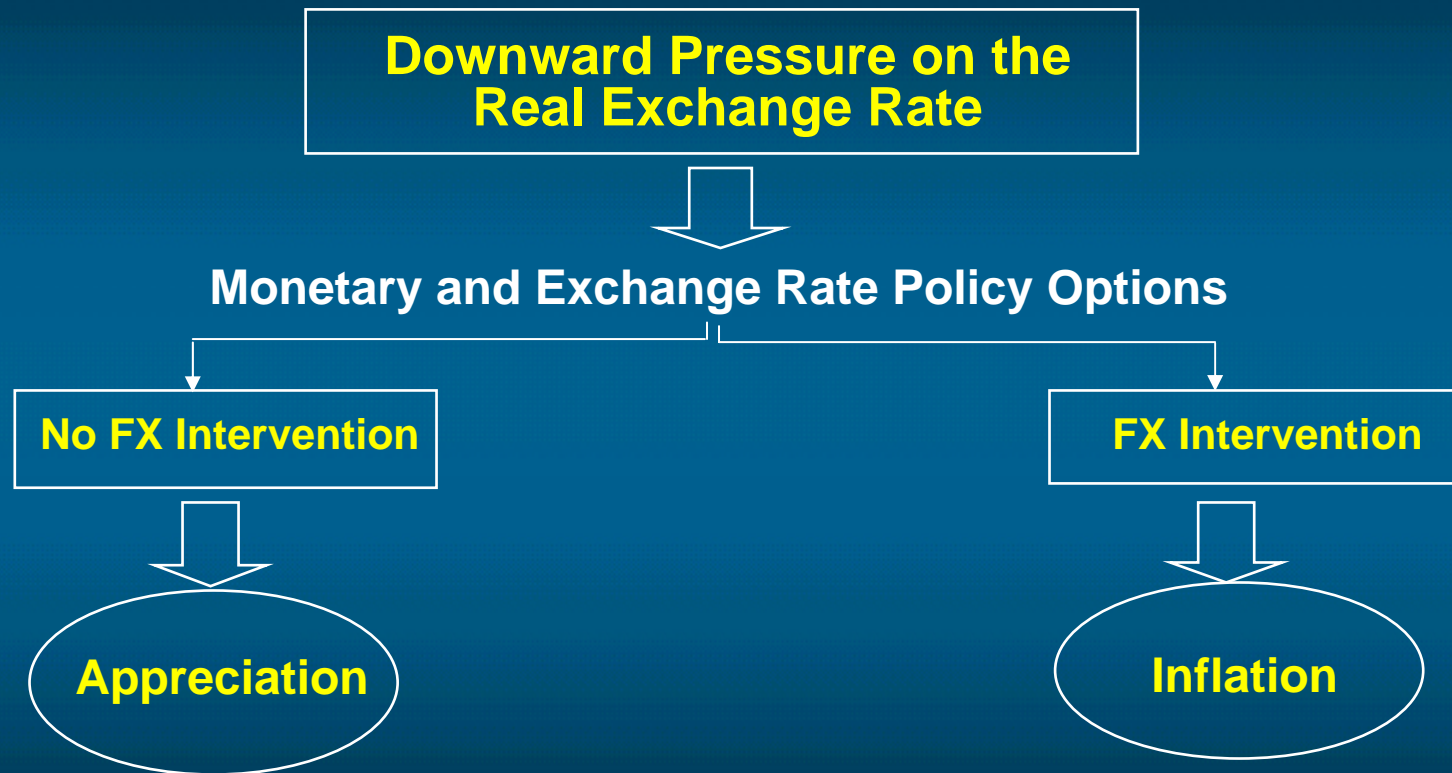 Downward Pressure on the
Real Exchange Rate
Monetary and Exchange Rate Policy Options
No FX Intervention
FX Intervention
Appreciation
Inflation